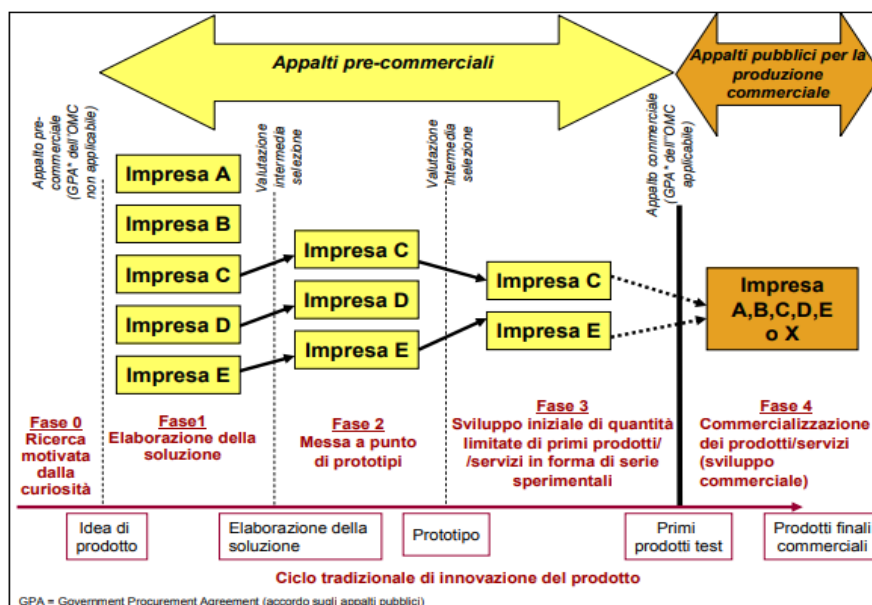 Appalti pre-commerciali
Appalti pubblici per la
produzione
commerciale
Appalto pre-
commerciale
(GPA* dell'OMC
non applicabile)
Valutazione
intermedia
selezione
Valutazione
Intermedia
selezione
Appalto commerciale
(GPA* dell'OMC
applicabile)
Impresa A
Impresa B
Impresa C
Impresa D
Impresa E
Impresa C
Impresa D
Impresa E
Impresa C
Impresa E
Impresa
A,B,C,D,E
o X
Fase 0
Ricerca
motivata
dalla
curiosità
Fase1
Elaborazione della
soluzione
Fase 2
Messa a punto
di prototipi
Fase 3
Sviluppo iniziale di quantità
limitate di primi prodotti/
/servizi in forma di serie
sperimentali
Fase 4
Commercializzazione
dei prodotti/servizi
(sviluppo
commerciale)
Idea di
prodotto
Elaborazione della
soluzione
Prototipo
Primi
prodotti test
Prodotti finali
commerciali
Ciclo tradizionale di innovazione del prodotto
GPA = Government Procurement Agreement (accordo sugli appalti pubblici)